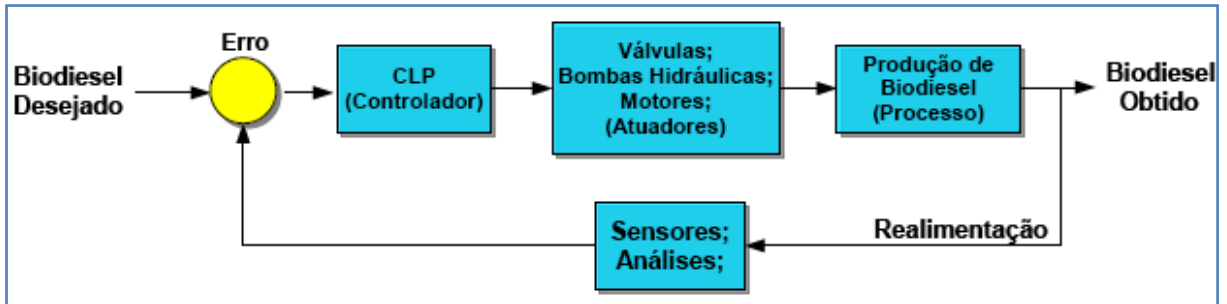 Erro
Biodiesel
Desejado
CLP
(Controlador)
Válvulas;
Bombas Hidráulicas;
Motores;
(Atuadores)
Produção de
Biodiesel
(Processo)
Biodiesel
Obtido
Sensores;
Análises;
Realimentação